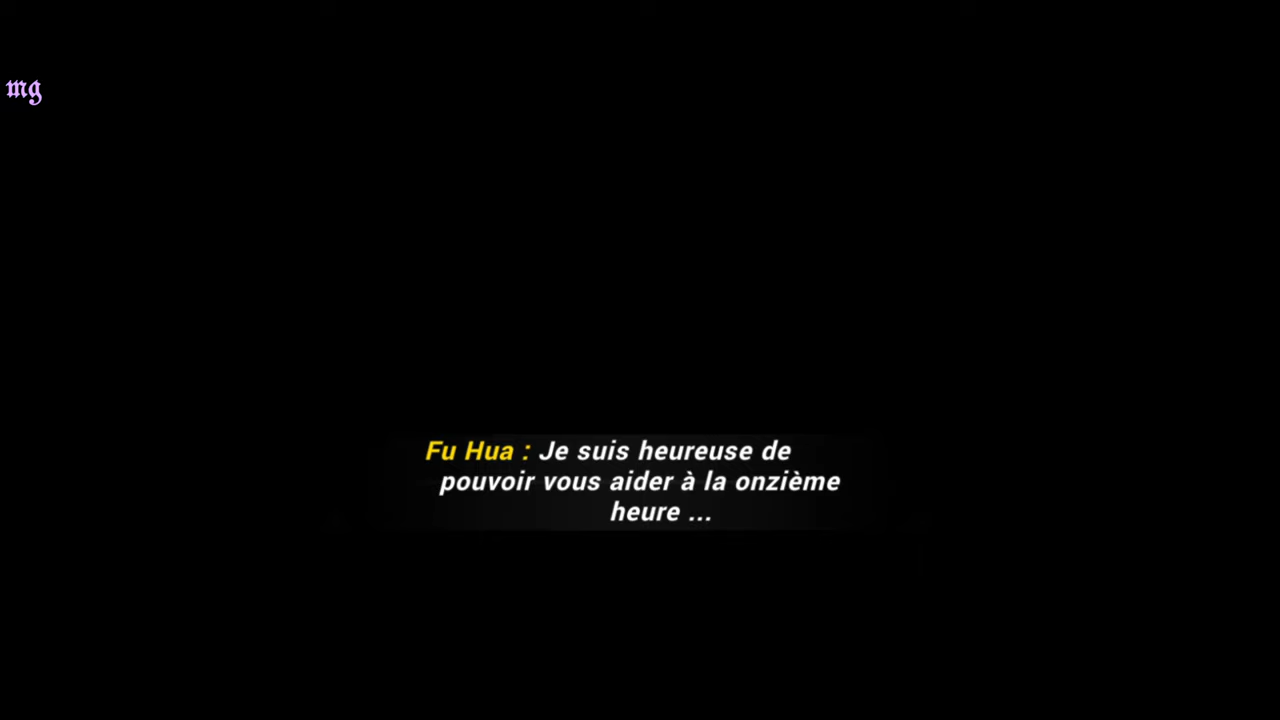 mg
Fu Hua : Je suis heureuse de
pouvoir vous aider à la onzième
heure ...